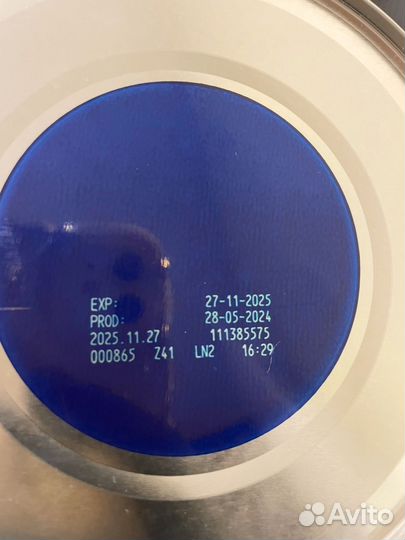 EXP: 27-11-2025
PROD: 28-05-2024
2025.11.27 111385575
000865 Z41 LN2 16:29
Avito